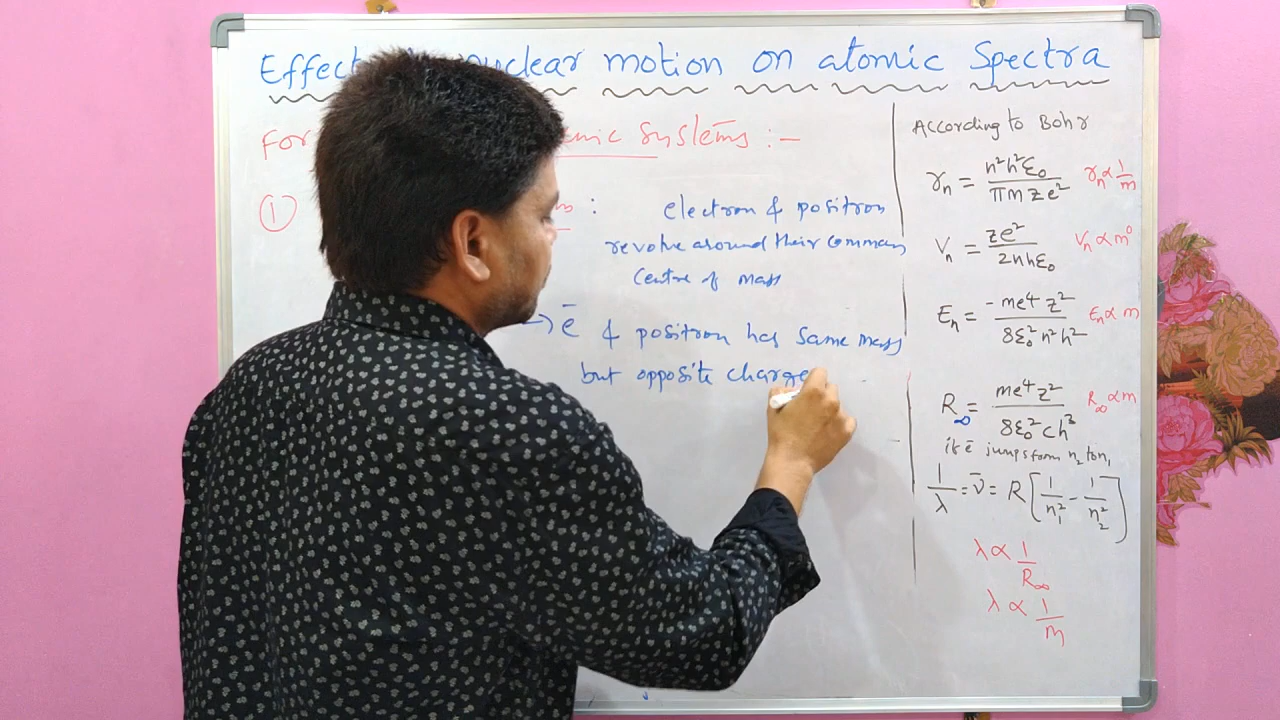 Effect nuclear motion on atomic Spectra
For Systems :-
① :
electron & positron
revolve around their common
Centre of mass
→ ē & positron has same mass
but opposite charge
According to Bohr
rₙ = n²h²ε₀ / πmze² rₙ ∝ 1/m
Vₙ = ze² / 2nhε₀ Vₙ ∝ m⁰
Eₙ = -me⁴z² / 8ε₀²n²h² Eₙ ∝ m
R∞ = me⁴z² / 8ε₀²ch³ R∞ ∝ m
if ē jumps from n₂ to n₁
1/λ = ν̄ = R[1/n₁² - 1/n₂²]
λ ∝ 1/R∞
λ ∝ 1/m